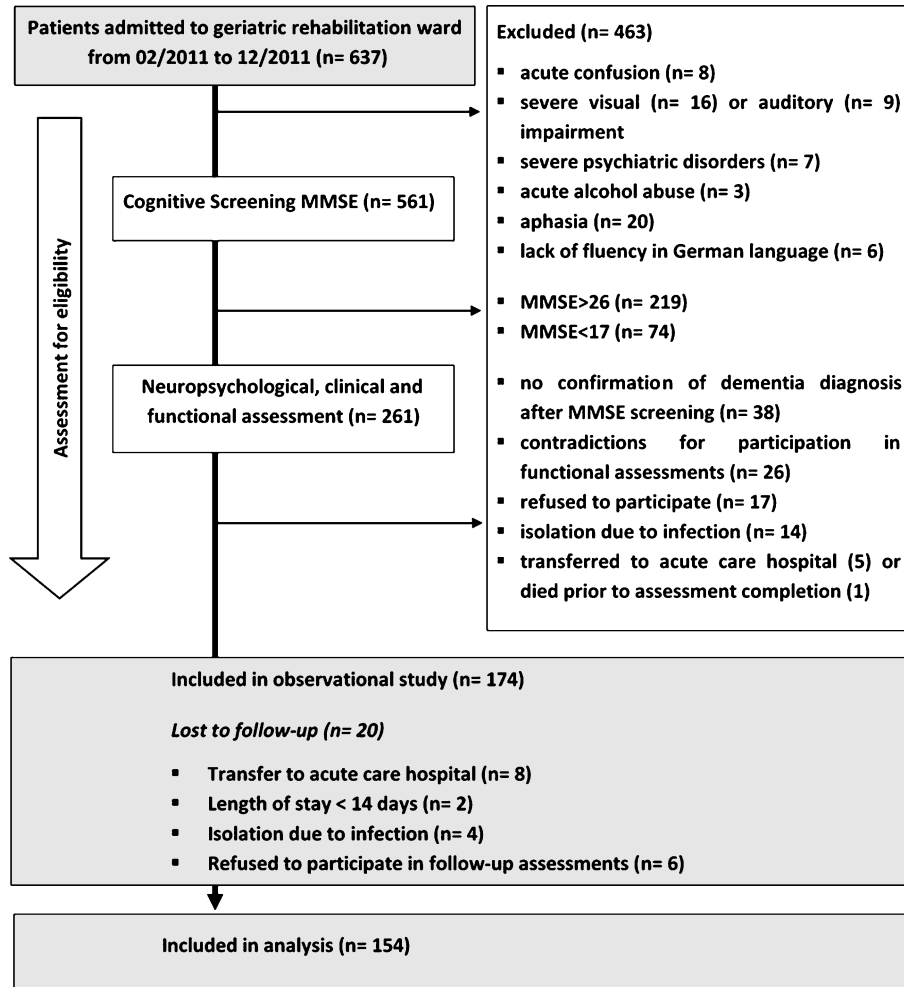 Patients admitted to geriatric rehabilitation ward
from 02/2011 to 12/2011 (n= 637)
Excluded (n= 463)
▪ acute confusion (n= 8)
▪ severe visual (n= 16) or auditory (n= 9)
impairment
▪ severe psychiatric disorders (n= 7)
▪ acute alcohol abuse (n= 3)
▪ aphasia (n= 20)
▪ lack of fluency in German language (n= 6)
▪ MMSE>26 (n= 219)
▪ MMSE<17 (n= 74)
▪ no confirmation of dementia diagnosis
after MMSE screening (n= 38)
▪ contradictions for participation in
functional assessments (n= 26)
▪ refused to participate (n= 17)
▪ isolation due to infection (n= 14)
▪ transferred to acute care hospital (5) or
died prior to assessment completion (1)
Assessment for eligibility
Cognitive Screening MMSE (n= 561)
Neuropsychological, clinical and
functional assessment (n= 261)
Included in observational study (n= 174)
Lost to follow-up (n= 20)
▪ Transfer to acute care hospital (n= 8)
▪ Length of stay < 14 days (n= 2)
▪ Isolation due to infection (n= 4)
▪ Refused to participate in follow-up assessments (n= 6)
Included in analysis (n= 154)